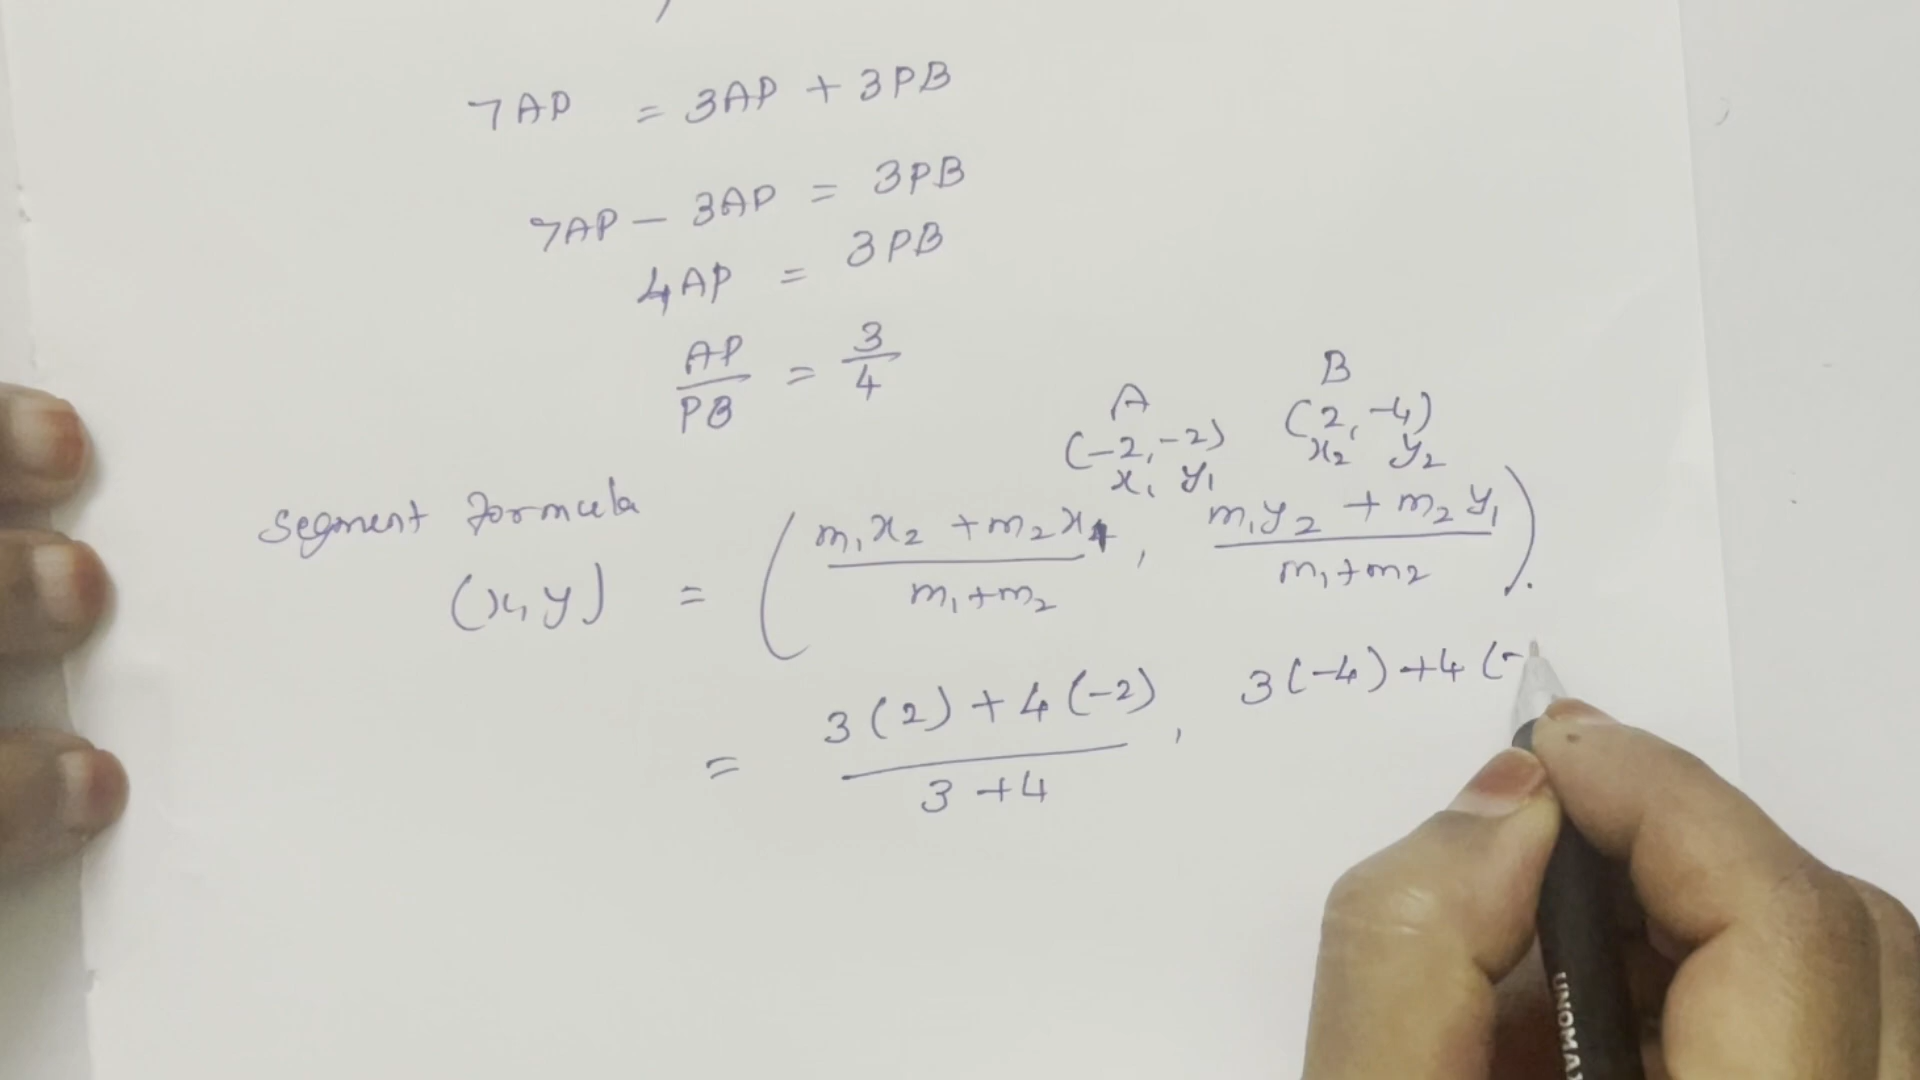 7AP = 3AP + 3PB
7AP - 3AP = 3PB
4AP = 3PB
AP/PB = 3/4
A B
(-2,-2) (2,-4)
x₁ y₁ x₂ y₂
segment formula
(x,y) = ( (m₁x₂ + m₂x₁)/(m₁+m₂) , (m₁y₂ + m₂y₁)/(m₁+m₂) ).
= (3(2) + 4(-2))/(3+4) , 3(-4) + 4(-
UNOMAX